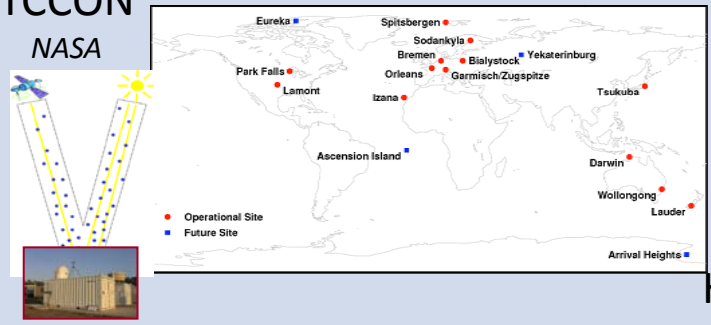 TCCON
NASA
Eureka
Spitsbergen
Sodankyla
Bremen
Bialystock
Yekaterinburg
Orleans
Garmisch/Zugspitze
Park Falls
Lamont
Izana
Tsukuba
Ascension Island
Darwin
Wollongong
Lauder
Operational Site
Future Site
Arrival Heights